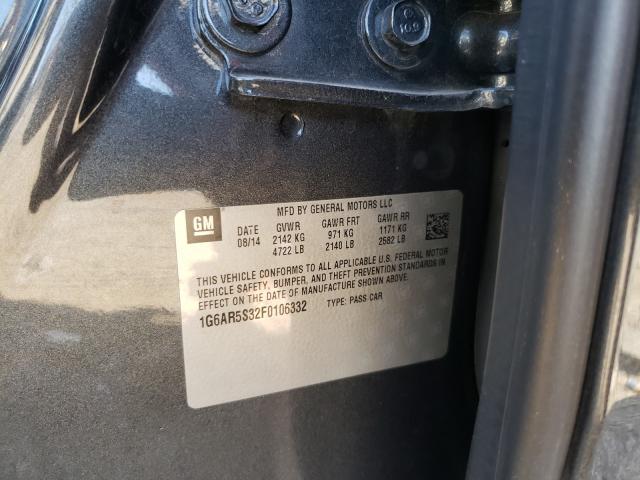 MFD BY GENERAL MOTORS LLC
GM
DATE GVWR GAWR FRT GAWR RR
08/14 2142 KG 971 KG 1171 KG
4722 LB 2140 LB 2582 LB
THIS VEHICLE CONFORMS TO ALL APPLICABLE U.S. FEDERAL MOTOR
VEHICLE SAFETY, BUMPER, AND THEFT PREVENTION STANDARDS IN
EFFECT ON THE DATE OF MANUFACTURE SHOWN ABOVE.
1G6AR5S32F0106332 TYPE: PASS CAR